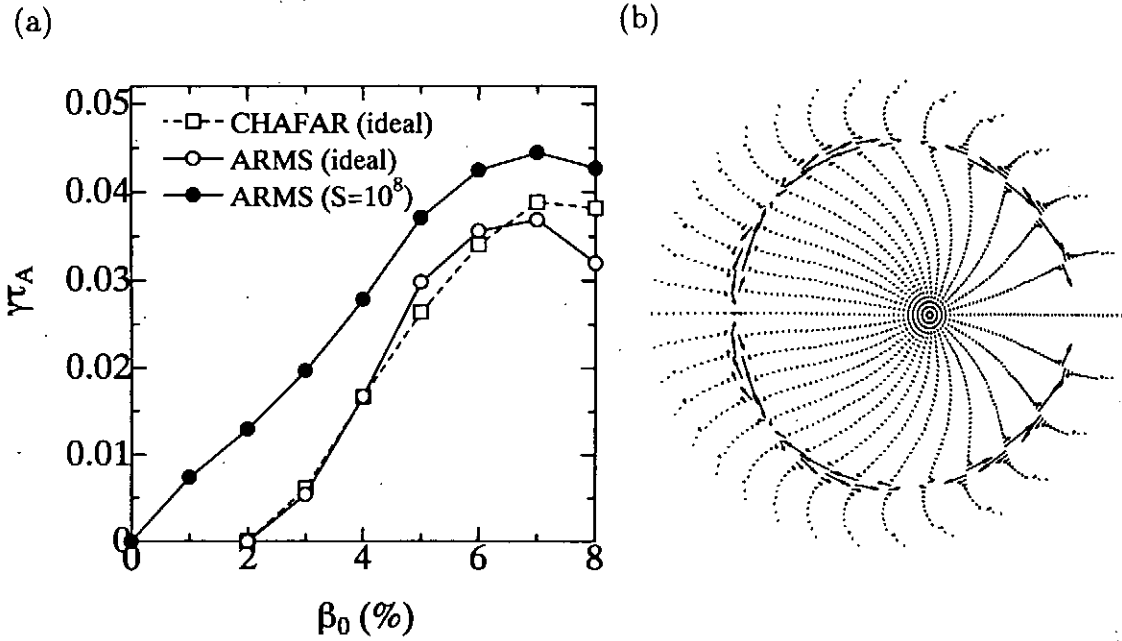 (a)
(b)
0.05
0.04
0.03
0.02
0.01
0
γτ_A
CHAFAR (ideal)
ARMS (ideal)
ARMS (S=10⁸)
0 2 4 6 8
β₀ (%)